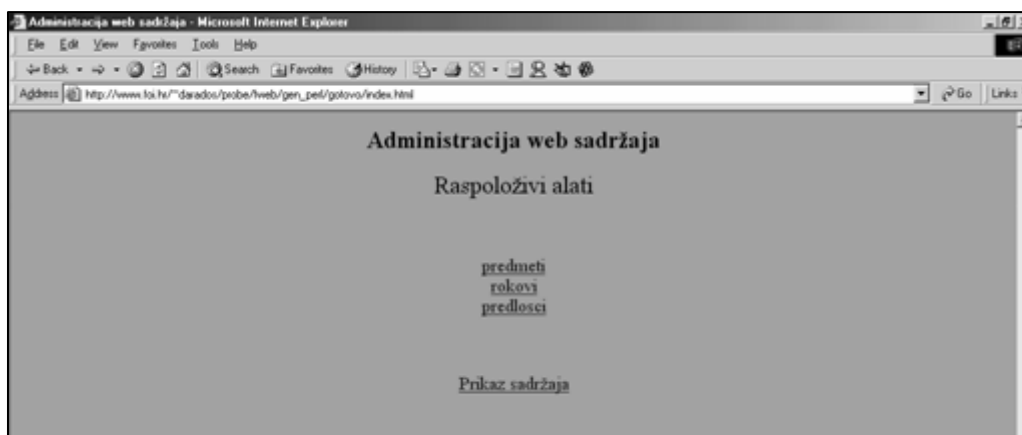 Administracija web sadržaja - Microsoft Internet Explorer
File Edit View Favorites Tools Help
Back Search Favorites History
Address http://www.foi.hr/~darados/probe/fweb/gen_perl/gotovo/index.html Go Links
Administracija web sadržaja
Raspoloživi alati
predmeti
rokovi
predlosci
Prikaz sadržaja